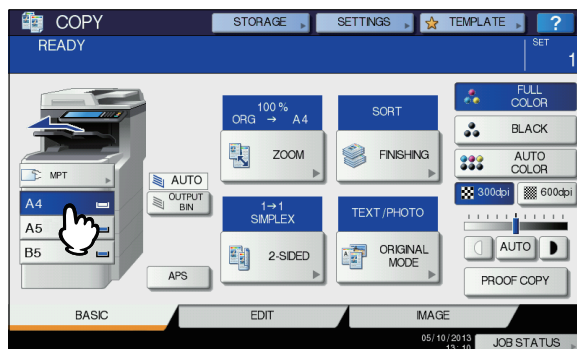 COPY
STORAGE
SETTINGS
TEMPLATE
?
READY
SET
1
100 %
ORG → A4
ZOOM
SORT
FINISHING
FULL
COLOR
BLACK
AUTO
COLOR
300dpi
600dpi
MPT
A4
A5
B5
AUTO
OUTPUT
BIN
APS
1→1
SIMPLEX
2-SIDED
TEXT/PHOTO
ORIGINAL
MODE
AUTO
PROOF COPY
BASIC
EDIT
IMAGE
05/10/2013
13:10
JOB STATUS